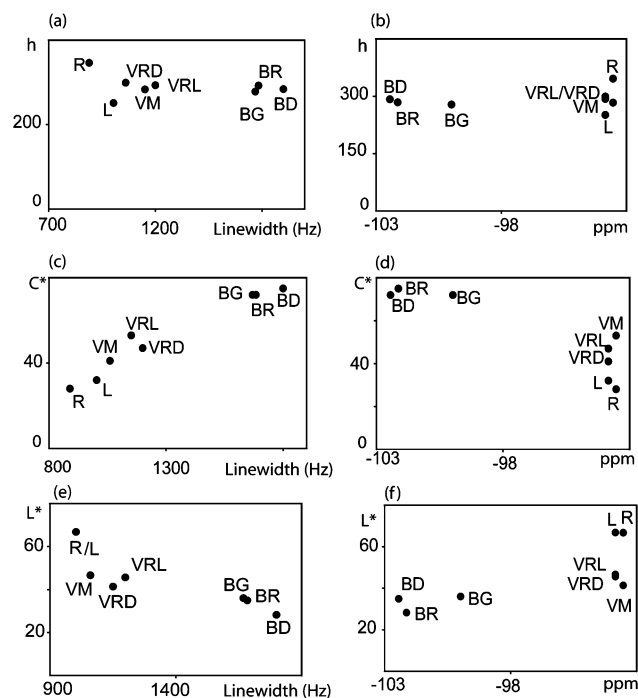 (a)
h
R
VRD
VRL
BR
L
VM
BG
BD
200
0
700
1200
Linewidth (Hz)
(b)
h
R
BD
VRL/VRD
300
BR
BG
VM
L
150
0
-103
-98
ppm
(c)
C*
BG
BR
BD
VRL
VM
VRD
40
R
L
0
800
1300
Linewidth (Hz)
(d)
C*
BR
BD
BG
VM
VRL
VRD
40
L
R
0
-103
-98
ppm
(e)
L*
60
R/L
VRL
VM
VRD
BG
BR
BD
20
900
1400
Linewidth (Hz)
(f)
L*
L
R
60
VRL
BD
VRD
BG
BR
VM
20
-103
-98
ppm